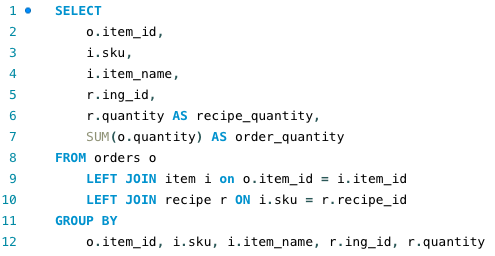 1 SELECT
2 o.item_id,
3 i.sku,
4 i.item_name,
5 r.ing_id,
6 r.quantity AS recipe_quantity,
7 SUM(o.quantity) AS order_quantity
8 FROM orders o
9 LEFT JOIN item i on o.item_id = i.item_id
10 LEFT JOIN recipe r ON i.sku = r.recipe_id
11 GROUP BY
12 o.item_id, i.sku, i.item_name, r.ing_id, r.quantity